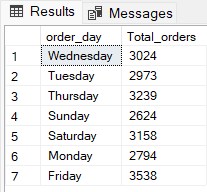 Results Messages
order_day Total_orders
1 Wednesday 3024
2 Tuesday 2973
3 Thursday 3239
4 Sunday 2624
5 Saturday 3158
6 Monday 2794
7 Friday 3538